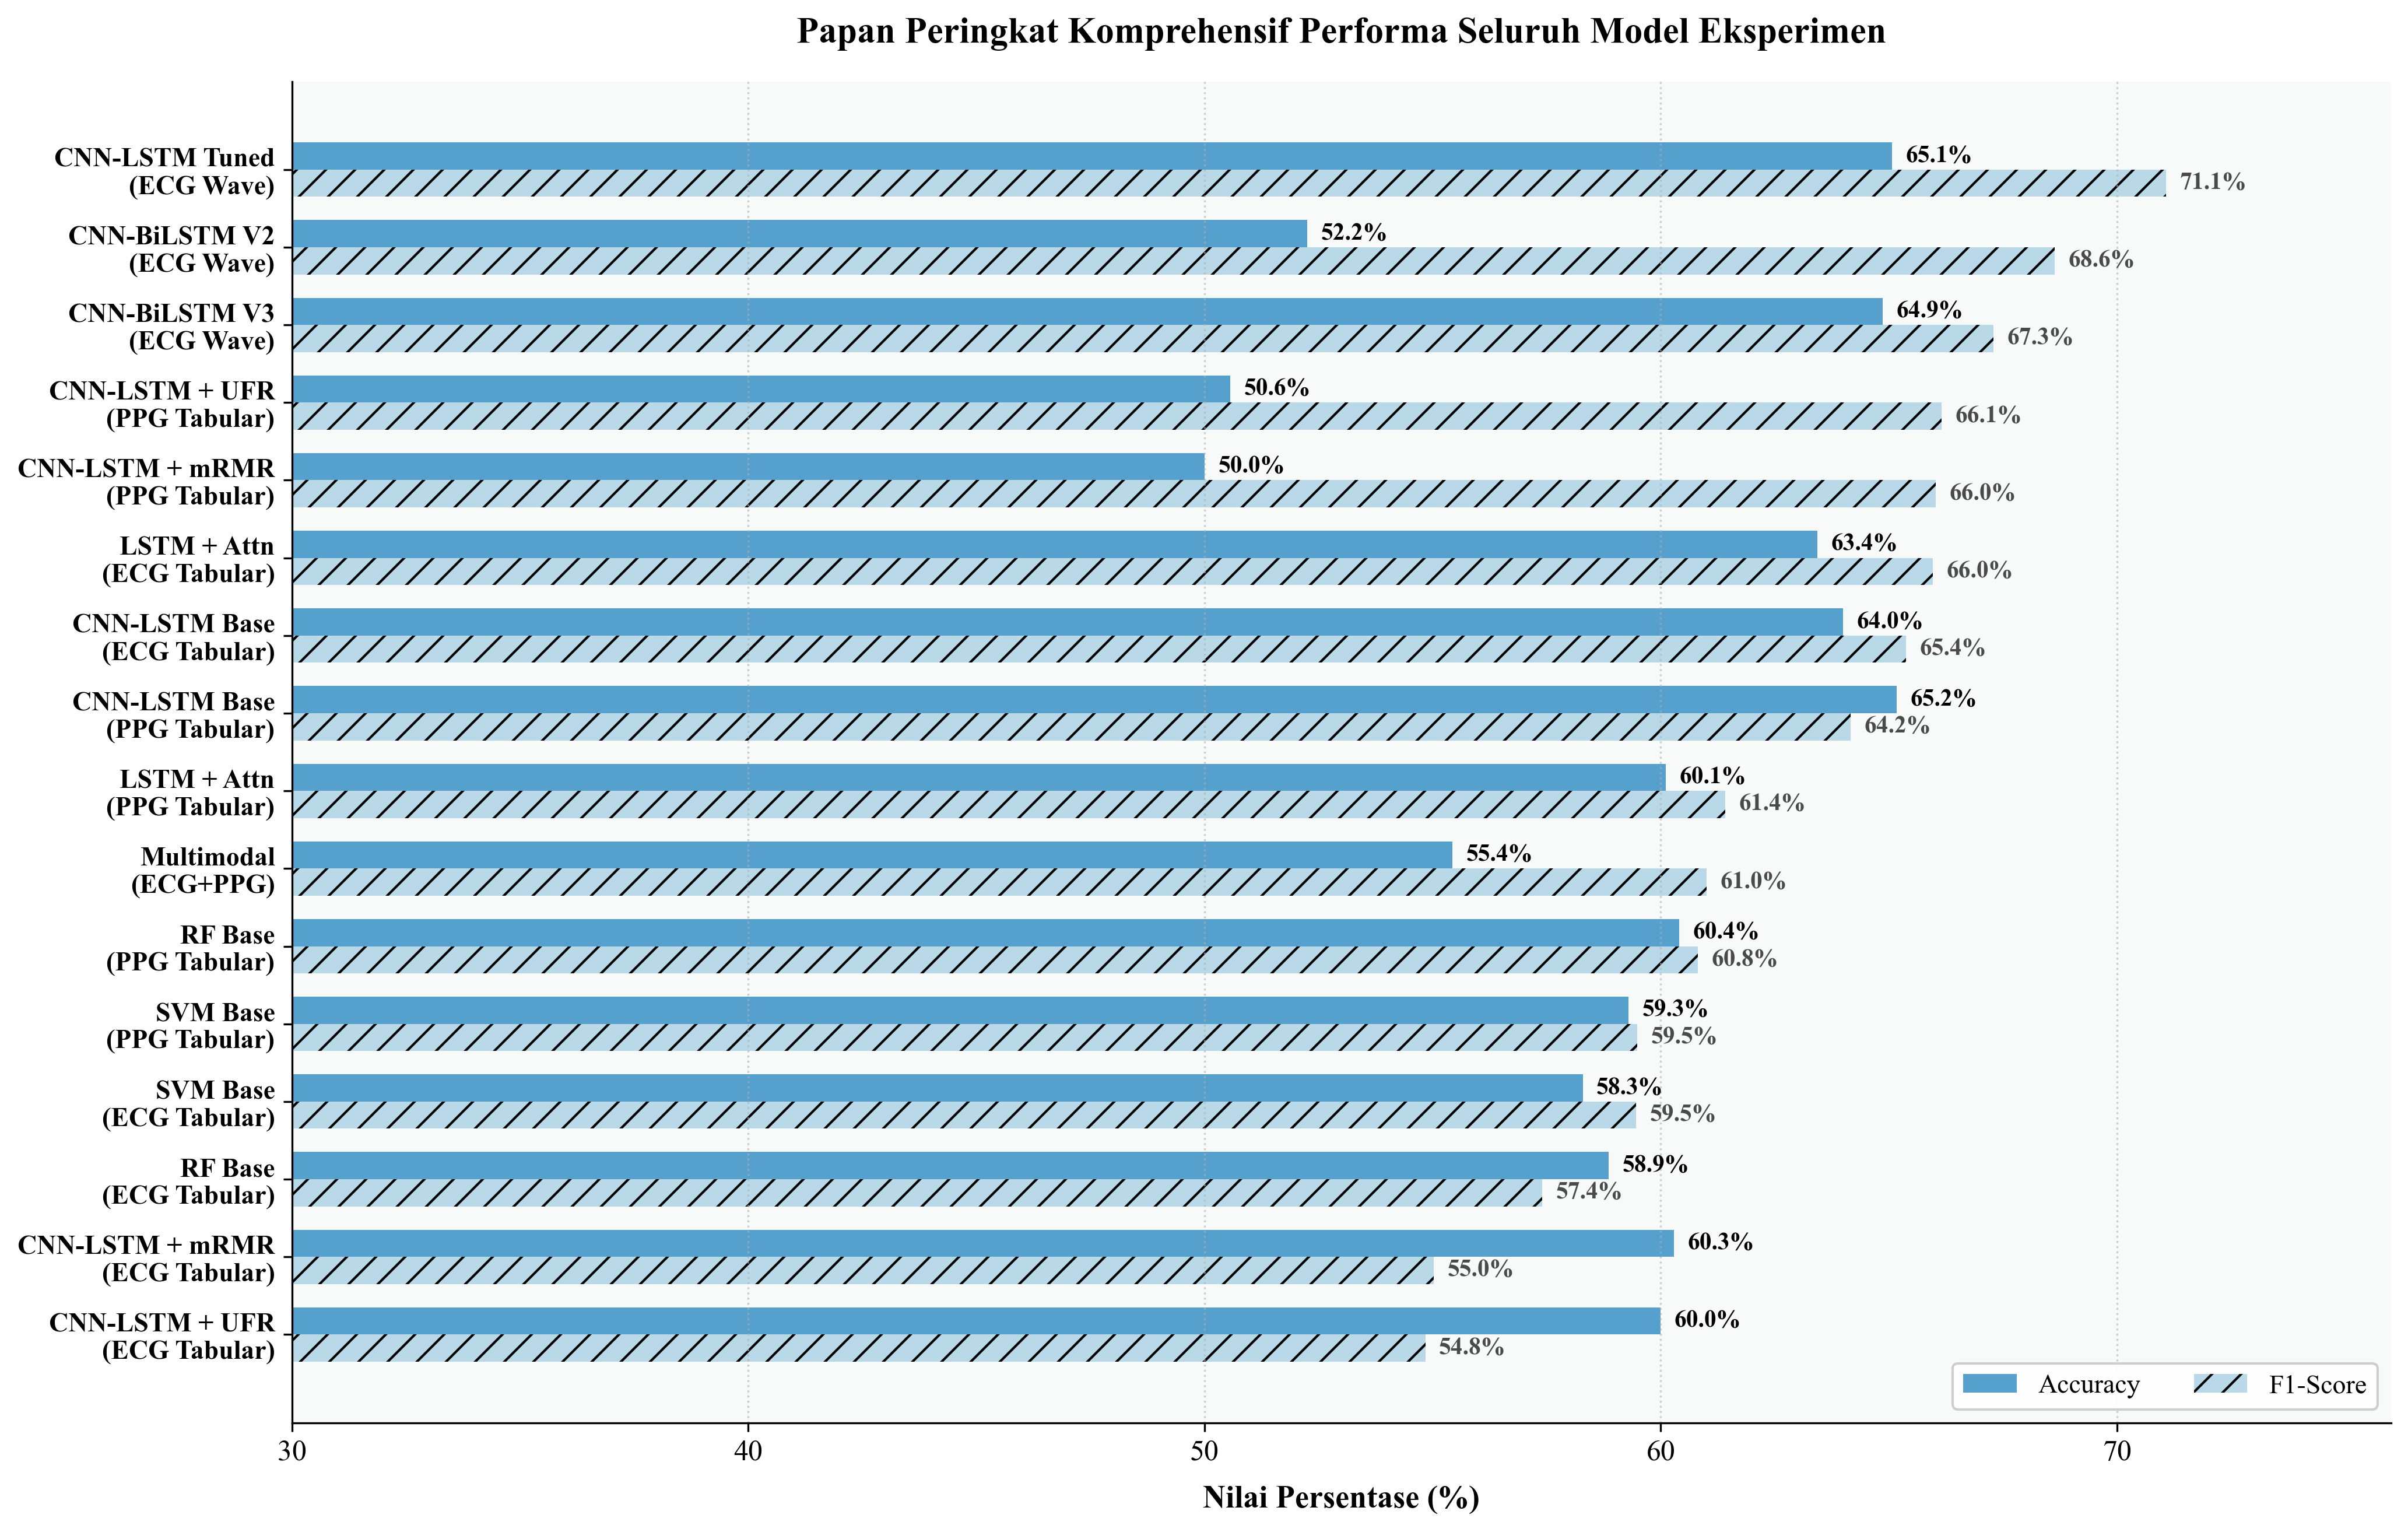 Papan Peringkat Komprehensif Performa Seluruh Model Eksperimen
CNN-LSTM Tuned
(ECG Wave)
65.1%
71.1%
CNN-BiLSTM V2
(ECG Wave)
52.2%
68.6%
CNN-BiLSTM V3
(ECG Wave)
64.9%
67.3%
CNN-LSTM + UFR
(PPG Tabular)
50.6%
66.1%
CNN-LSTM + mRMR
(PPG Tabular)
50.0%
66.0%
LSTM + Attn
(ECG Tabular)
63.4%
66.0%
CNN-LSTM Base
(ECG Tabular)
64.0%
65.4%
CNN-LSTM Base
(PPG Tabular)
65.2%
64.2%
LSTM + Attn
(PPG Tabular)
60.1%
61.4%
Multimodal
(ECG+PPG)
55.4%
61.0%
RF Base
(PPG Tabular)
60.4%
60.8%
SVM Base
(PPG Tabular)
59.3%
59.5%
SVM Base
(ECG Tabular)
58.3%
59.5%
RF Base
(ECG Tabular)
58.9%
57.4%
CNN-LSTM + mRMR
(ECG Tabular)
60.3%
55.0%
CNN-LSTM + UFR
(ECG Tabular)
60.0%
54.8%
Accuracy
F1-Score
30 40 50 60 70
Nilai Persentase (%)